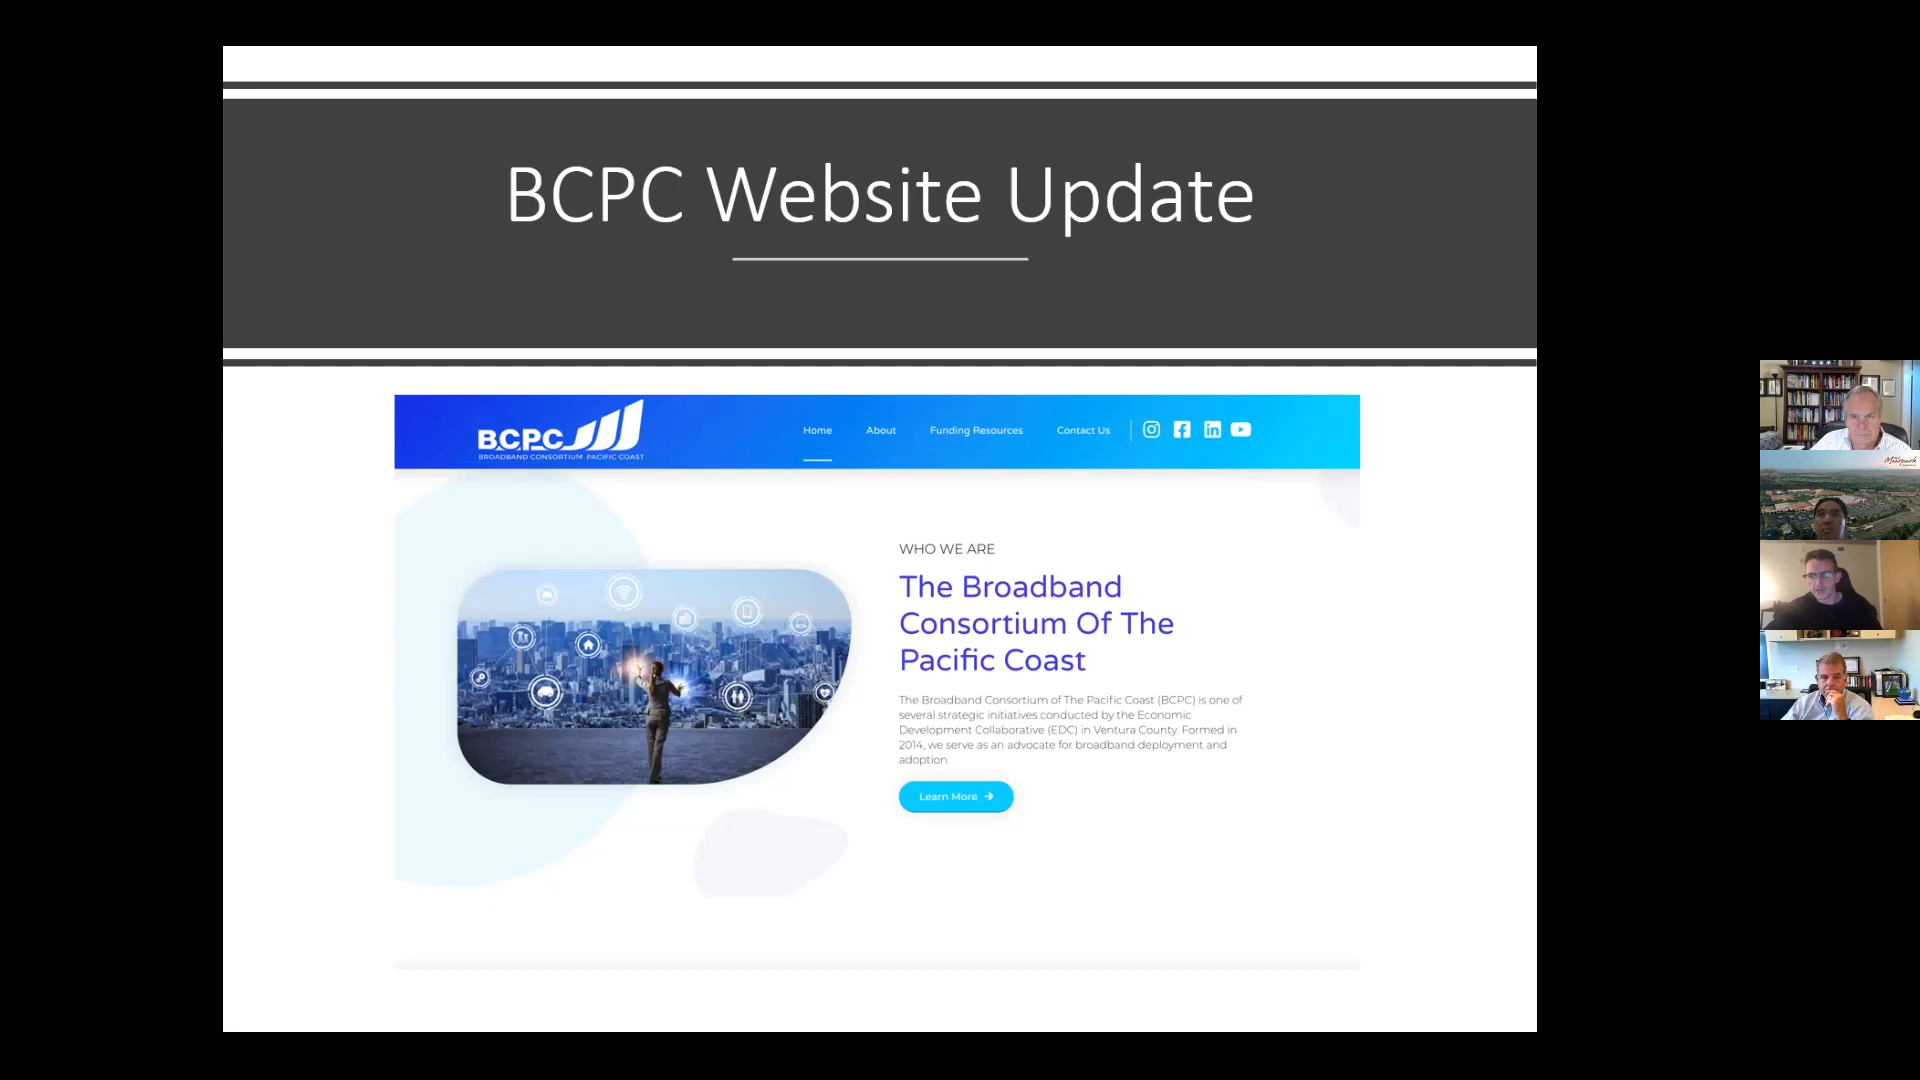 BCPC Website Update
BCPC
BROADBAND CONSORTIUM PACIFIC COAST
Home About Funding Resources Contact Us
WHO WE ARE
The Broadband
Consortium Of The
Pacific Coast
The Broadband Consortium of The Pacific Coast (BCPC) is one of
several strategic initiatives conducted by the Economic
Development Collaborative (EDC) in Ventura County. Formed in
2014, we serve as an advocate for broadband deployment and
adoption.
Learn More
Moorpark